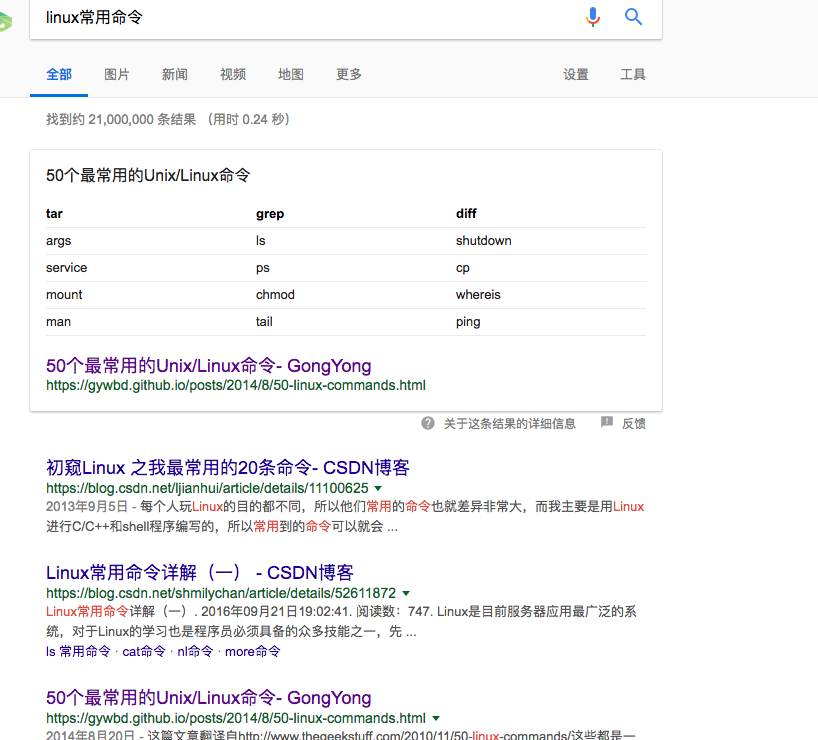 linux常用命令
全部 图片 新闻 视频 地图 更多 设置 工具
找到约 21,000,000 条结果 （用时 0.24 秒）
50个最常用的Unix/Linux命令
tar grep diff
args ls shutdown
service ps cp
mount chmod whereis
man tail ping
50个最常用的Unix/Linux命令- GongYong
https://gywbd.github.io/posts/2014/8/50-linux-commands.html
关于这条结果的详细信息 反馈
初窥Linux 之我最常用的20条命令- CSDN博客
https://blog.csdn.net/ljianhui/article/details/11100625
2013年9月5日 - 每个人玩Linux的目的都不同，所以他们常用的命令也就差异非常大，而我主要是用Linux
进行C/C++和shell程序编写的，所以常用到的命令可以就会 ...
Linux常用命令详解（一） - CSDN博客
https://blog.csdn.net/shmilychan/article/details/52611872
Linux常用命令详解（一）. 2016年09月21日19:02:41. 阅读数：747. Linux是目前服务器应用最广泛的系
统，对于Linux的学习也是程序员必须具备的众多技能之一，先 ...
ls 常用命令 · cat命令 · nl命令 · more命令
50个最常用的Unix/Linux命令- GongYong
https://gywbd.github.io/posts/2014/8/50-linux-commands.html
2014年8月20日 - 这篇文章翻译自http://www.thegeekstuff.com/2010/11/50-linux-commands/这些都是一